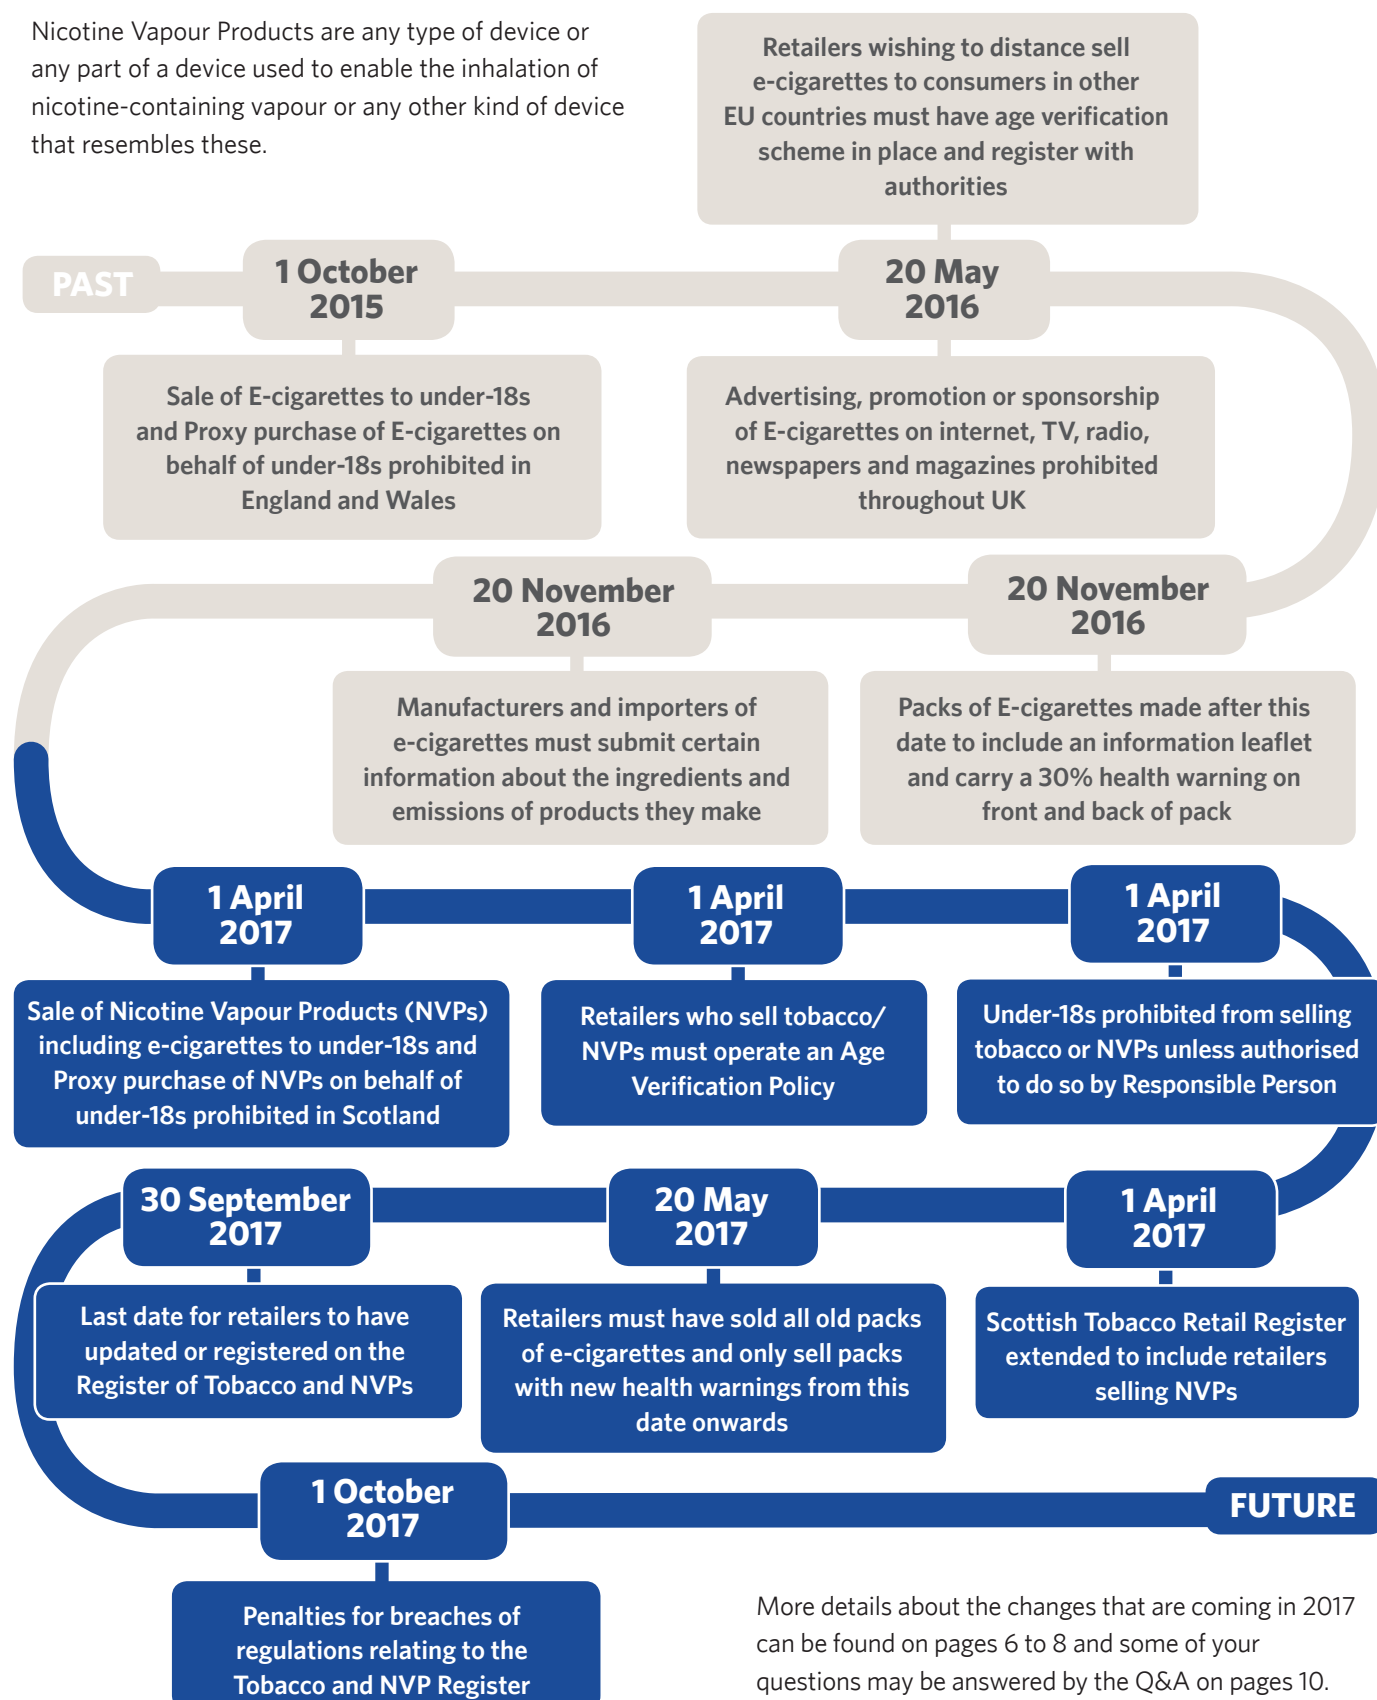 Nicotine Vapour Products are any type of device or
any part of a device used to enable the inhalation of
nicotine-containing vapour or any other kind of device
that resembles these.
Retailers wishing to distance sell
e-cigarettes to consumers in other
EU countries must have age verification
scheme in place and register with
authorities
PAST
1 October
2015
20 May
2016
Sale of E-cigarettes to under-18s
and Proxy purchase of E-cigarettes on
behalf of under-18s prohibited in
England and Wales
Advertising, promotion or sponsorship
of E-cigarettes on internet, TV, radio,
newspapers and magazines prohibited
throughout UK
20 November
2016
Packs of E-cigarettes made after this
date to include an information leaflet
and carry a 30% health warning on
front and back of pack
20 November
2016
Manufacturers and importers of
e-cigarettes must submit certain
information about the ingredients and
emissions of products they make
1 April
2017
Sale of Nicotine Vapour Products (NVPs)
including e-cigarettes to under-18s and
Proxy purchase of NVPs on behalf of
under-18s prohibited in Scotland
1 April
2017
Retailers who sell tobacco/
NVPs must operate an Age
Verification Policy
1 April
2017
Under-18s prohibited from selling
tobacco or NVPs unless authorised
to do so by Responsible Person
1 April
2017
Scottish Tobacco Retail Register
extended to include retailers
selling NVPs
20 May
2017
Retailers must have sold all old packs
of e-cigarettes and only sell packs
with new health warnings from this
date onwards
30 September
2017
Last date for retailers to have
updated or registered on the
Register of Tobacco and NVPs
1 October
2017
Penalties for breaches of
regulations relating to the
Tobacco and NVP Register
FUTURE
More details about the changes that are coming in 2017
can be found on pages 6 to 8 and some of your
questions may be answered by the Q&A on pages 10.